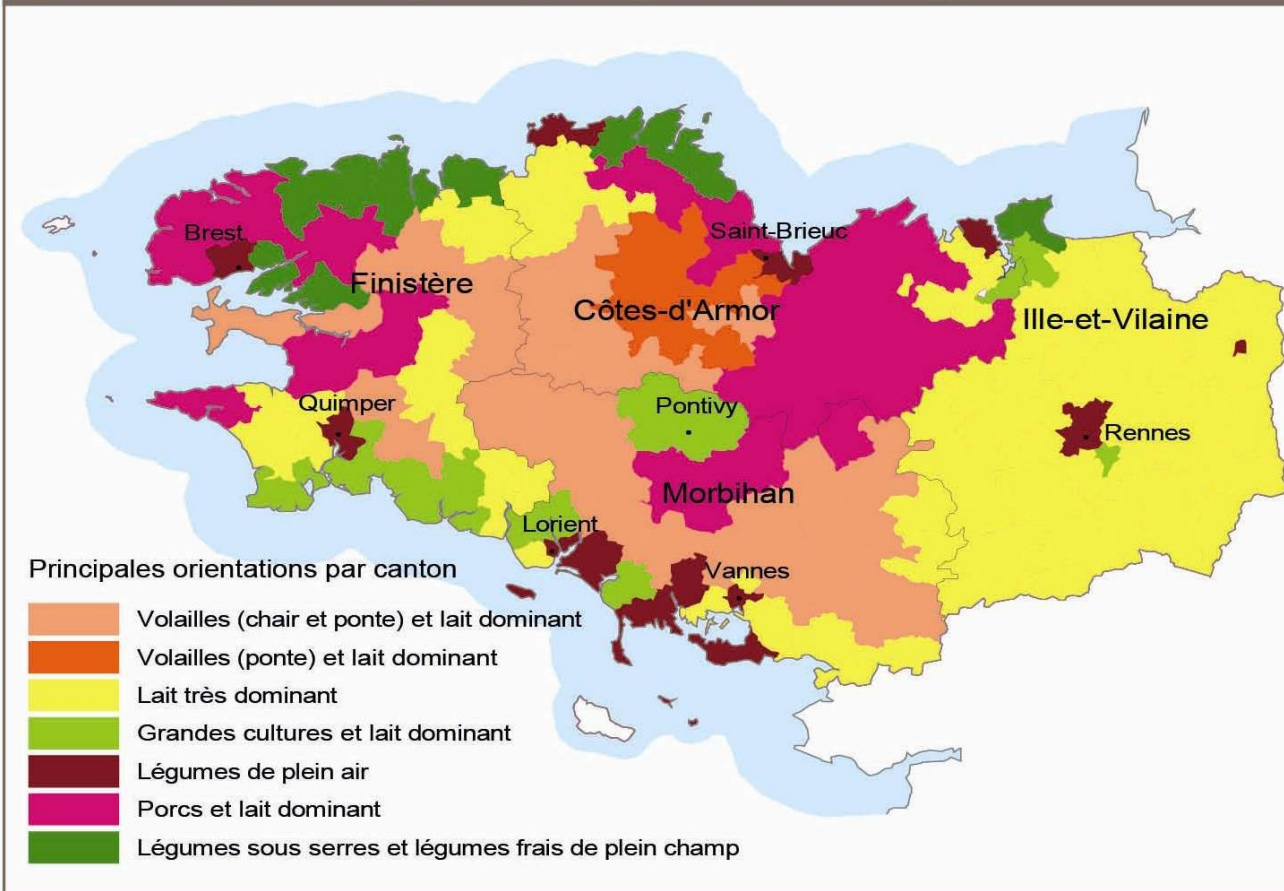 Brest
Saint-Brieuc
Finistère
Côtes-d'Armor
Ille-et-Vilaine
Quimper
Pontivy
Rennes
Morbihan
Lorient
Vannes
Principales orientations par canton
Volailles (chair et ponte) et lait dominant
Volailles (ponte) et lait dominant
Lait très dominant
Grandes cultures et lait dominant
Légumes de plein air
Porcs et lait dominant
Légumes sous serres et légumes frais de plein champ